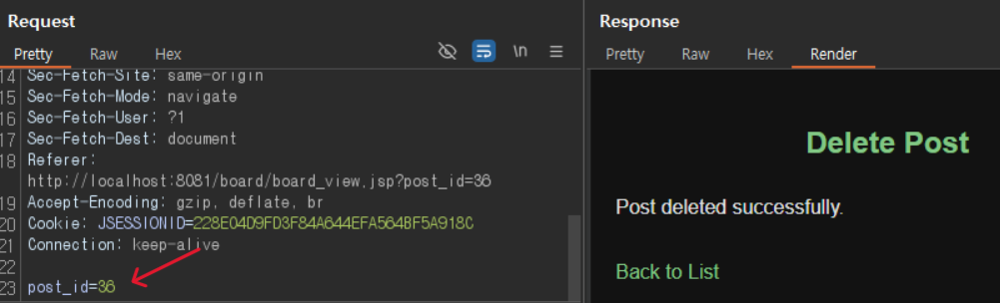 Request
Pretty Raw Hex \n
14 Sec-Fetch-Site: same-origin
15 Sec-Fetch-Mode: navigate
16 Sec-Fetch-User: ?1
17 Sec-Fetch-Dest: document
18 Referer:
http://localhost:8081/board/board_view.jsp?post_id=36
19 Accept-Encoding: gzip, deflate, br
20 Cookie: JSESSIONID=228E04D9FD3F84A644EFA564BF5A918C
21 Connection: keep-alive
22
23 post_id=36
Response
Pretty Raw Hex Render
Delete Post
Post deleted successfully.
Back to List